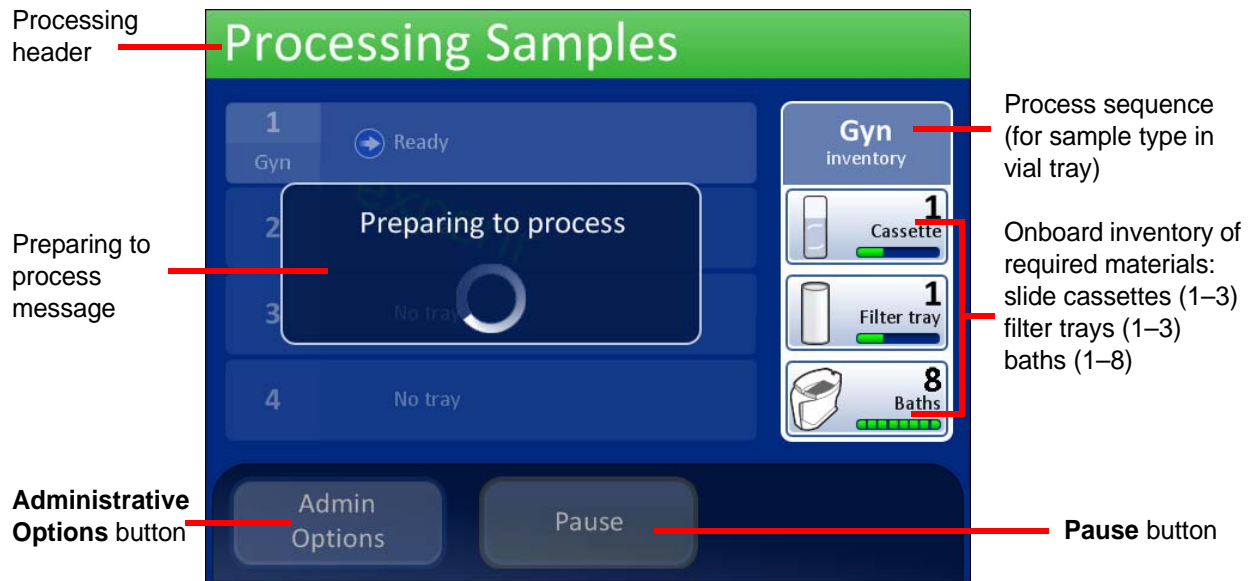 Processing
header
Processing Samples
1
Gyn
Ready
2
Preparing to process
3
No tray
4
No tray
Gyn
inventory
1
Cassette
1
Filter tray
8
Baths
Process sequence
(for sample type in
vial tray)
Onboard inventory of
required materials:
slide cassettes (1–3)
filter trays (1–3)
baths (1–8)
Preparing to
process
message
Administrative
Options button
Admin
Options
Pause
Pause button